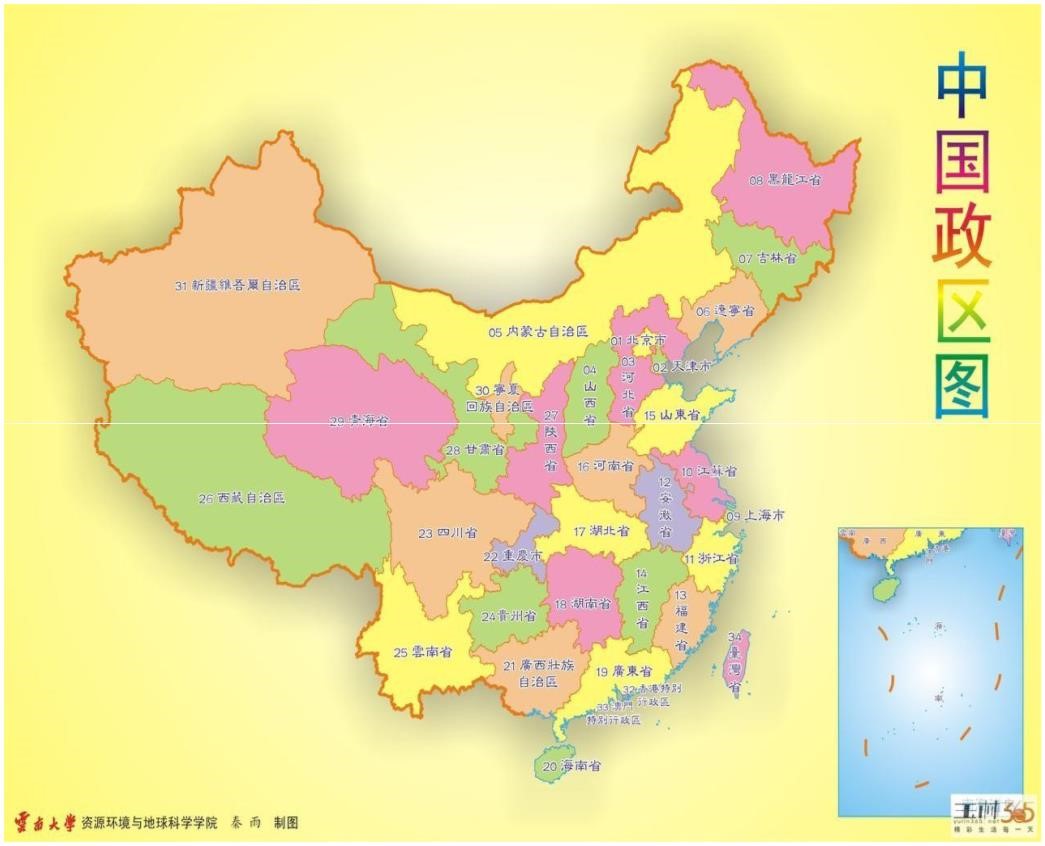 中国政区图
08 黑龍江省
07 吉林省
31 新疆維吾爾自治區
06 遼寧省
05 内蒙古自治區
01 北京市
02 天津市
03 河北省
04 山西省
30 寧夏
回族自治區
15 山東省
27 陝西省
29 青海省
28 甘肅省
16 河南省
10 江蘇省
12 安徽省
26 西藏自治區
09 上海市
23 四川省
17 湖北省
22 重慶市
11 浙江省
14 江西省
13 福建省
18 湖南省
24 貴州省
34 臺灣省
25 雲南省
21 廣西壯族
自治區
19 廣東省
32 香港特別
行政區
33 澳門
特别行政區
20 海南省
雲南
廣西
廣東
海
南
雲南大學 资源环境与地球科学学院 秦雨 制图
玉林365
yulin365.net
精彩生活每一天